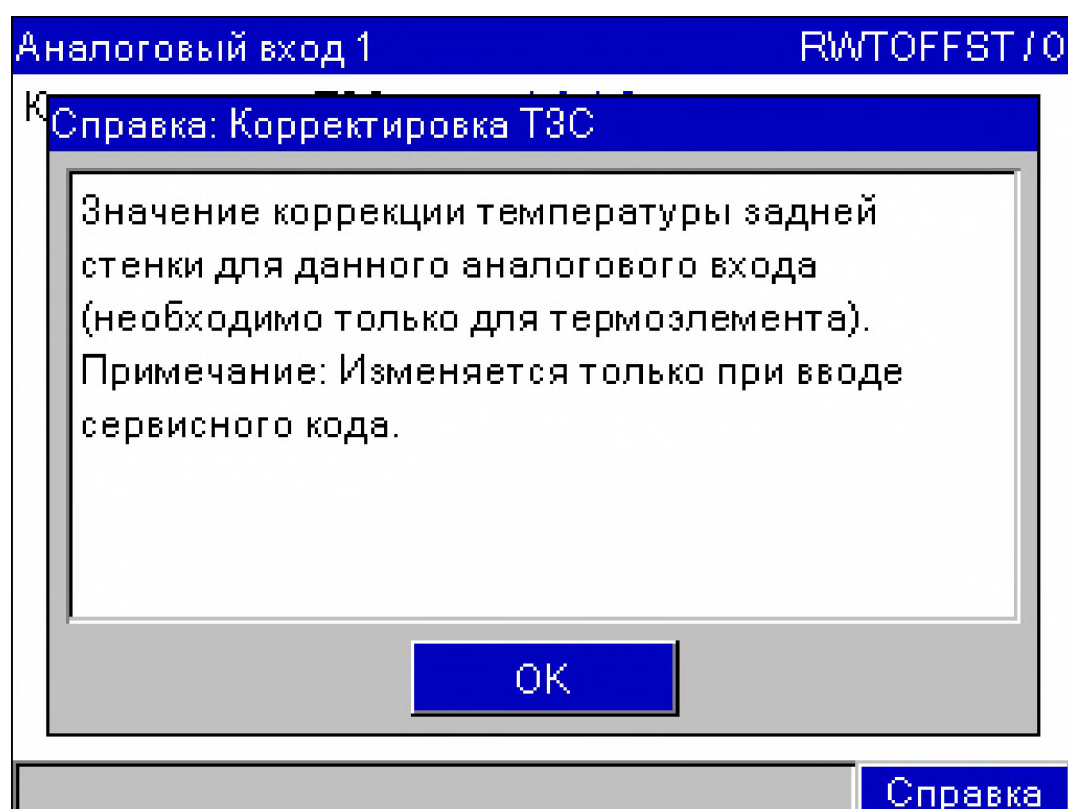 Аналоговый вход 1 RWTOFFST / 0
Справка: Корректировка ТЗС
Значение коррекции температуры задней
стенки для данного аналогового входа
(необходимо только для термоэлемента).
Примечание: Изменяется только при вводе
сервисного кода.
OK
Справка